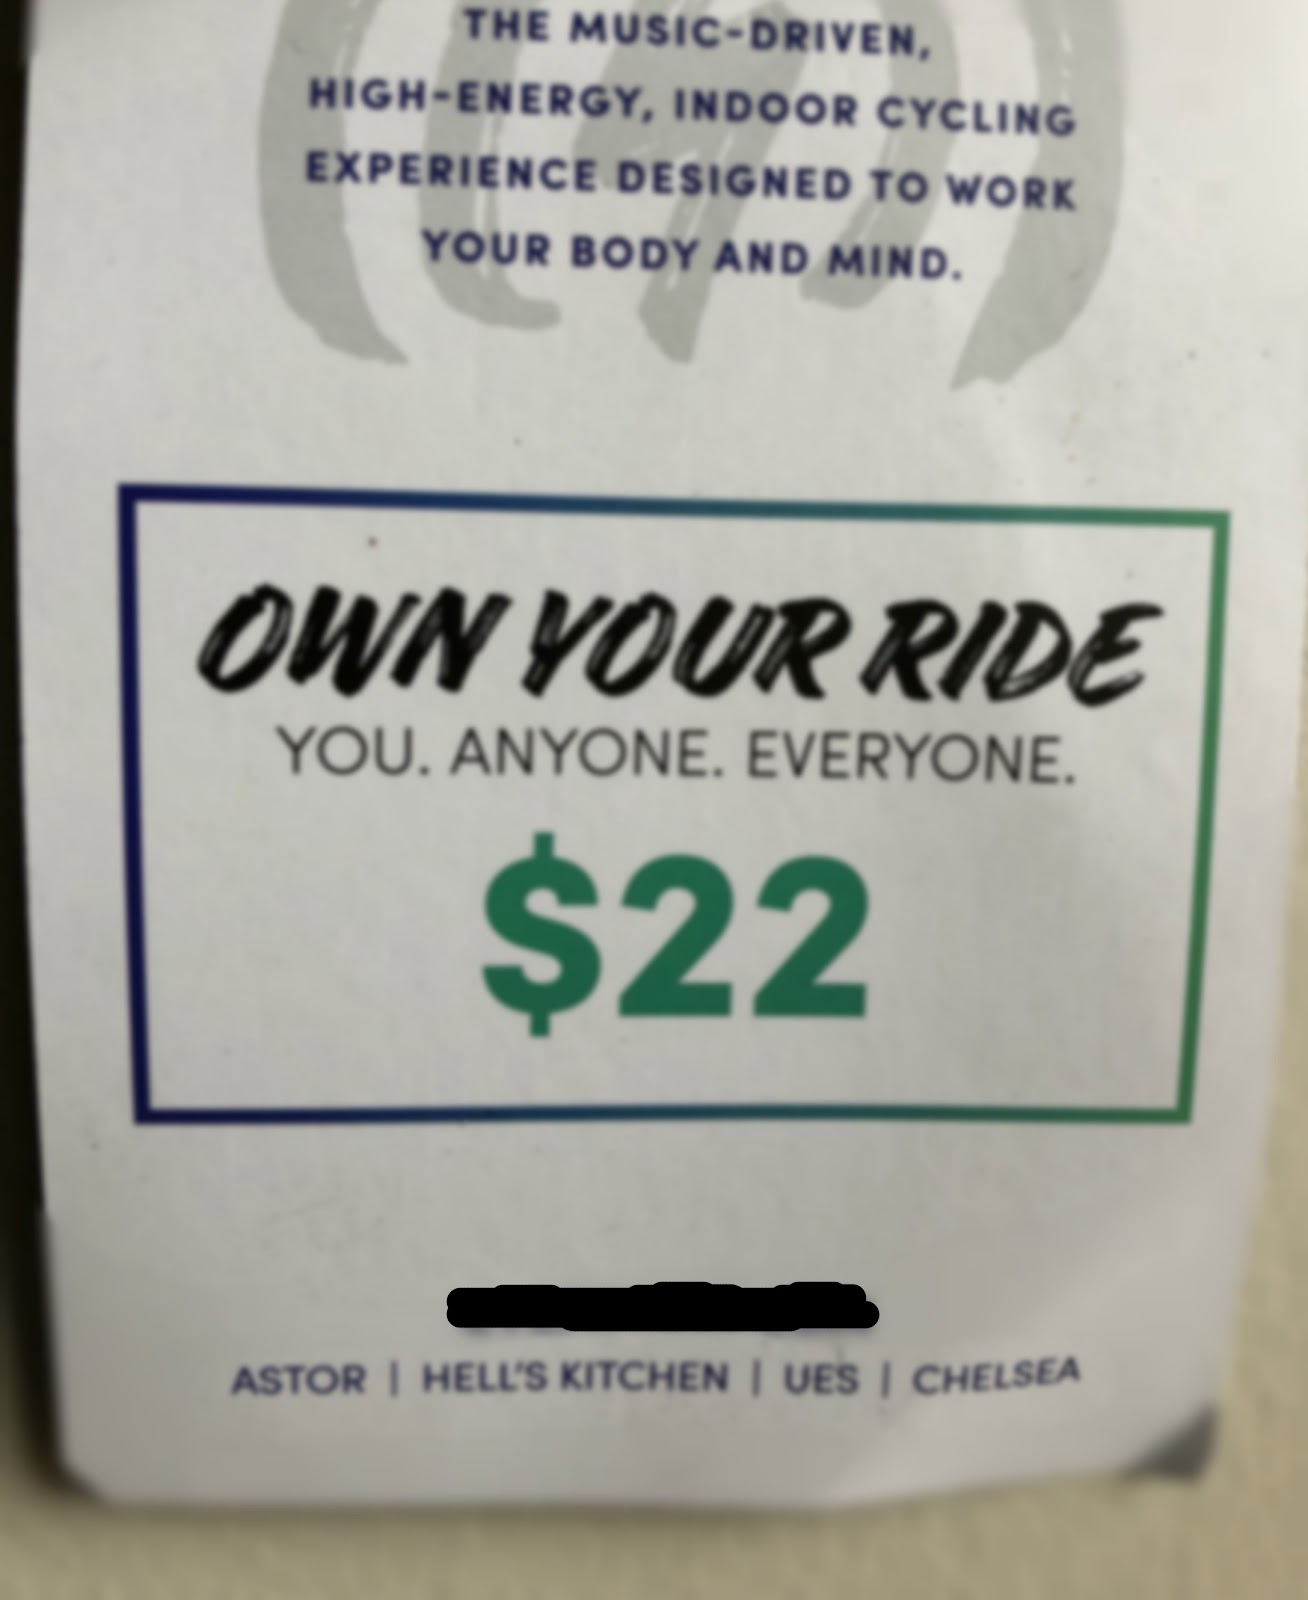 THE MUSIC-DRIVEN,
HIGH-ENERGY, INDOOR CYCLING
EXPERIENCE DESIGNED TO WORK
YOUR BODY AND MIND.
OWN YOUR RIDE
YOU. ANYONE. EVERYONE.
$22
ASTOR | HELL'S KITCHEN | UES | CHELSEA